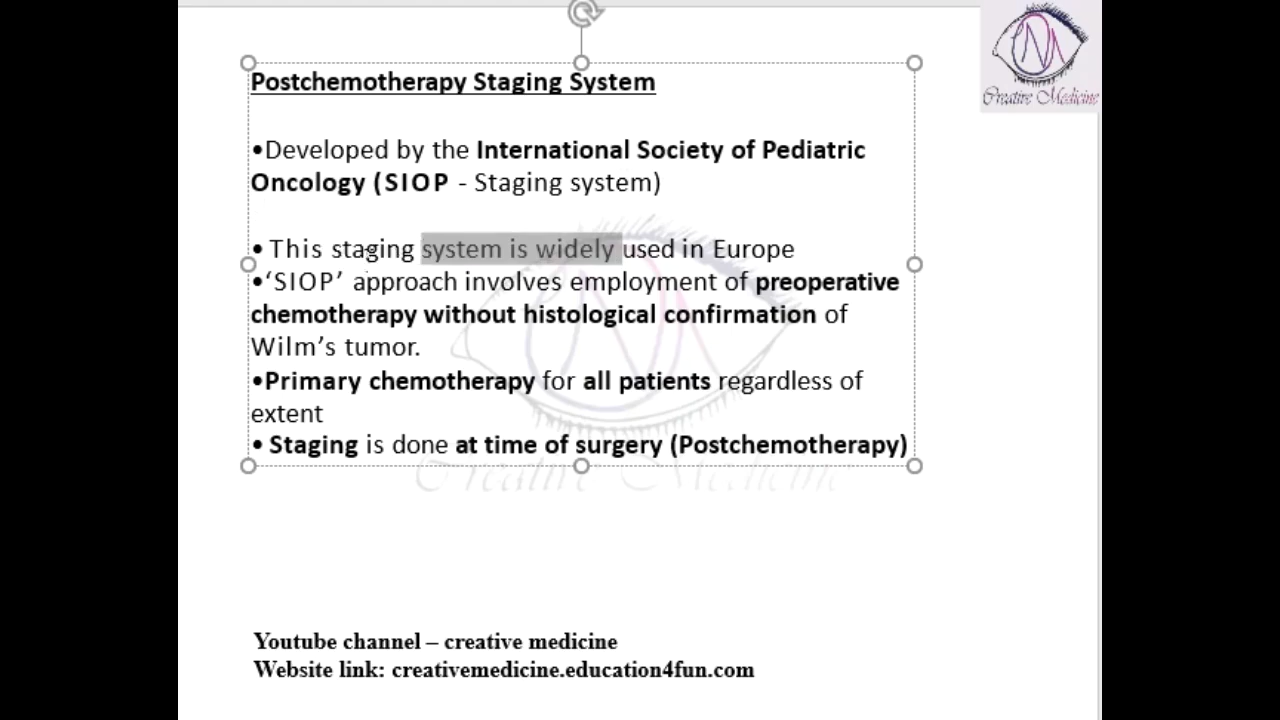 Creative Medicine
Postchemotherapy Staging System
•Developed by the International Society of Pediatric
Oncology (SIOP - Staging system)
• This staging system is widely used in Europe
•‘SIOP’ approach involves employment of preoperative
chemotherapy without histological confirmation of
Wilm’s tumor.
•Primary chemotherapy for all patients regardless of
extent
• Staging is done at time of surgery (Postchemotherapy)
Creative Medicine
Youtube channel – creative medicine
Website link: creativemedicine.education4fun.com